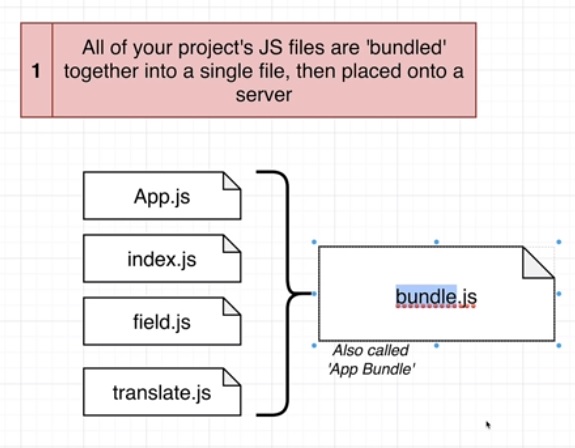 1
All of your project's JS files are 'bundled'
together into a single file, then placed onto a
server
App.js
index.js
field.js
translate.js
bundle.js
Also called
'App Bundle'